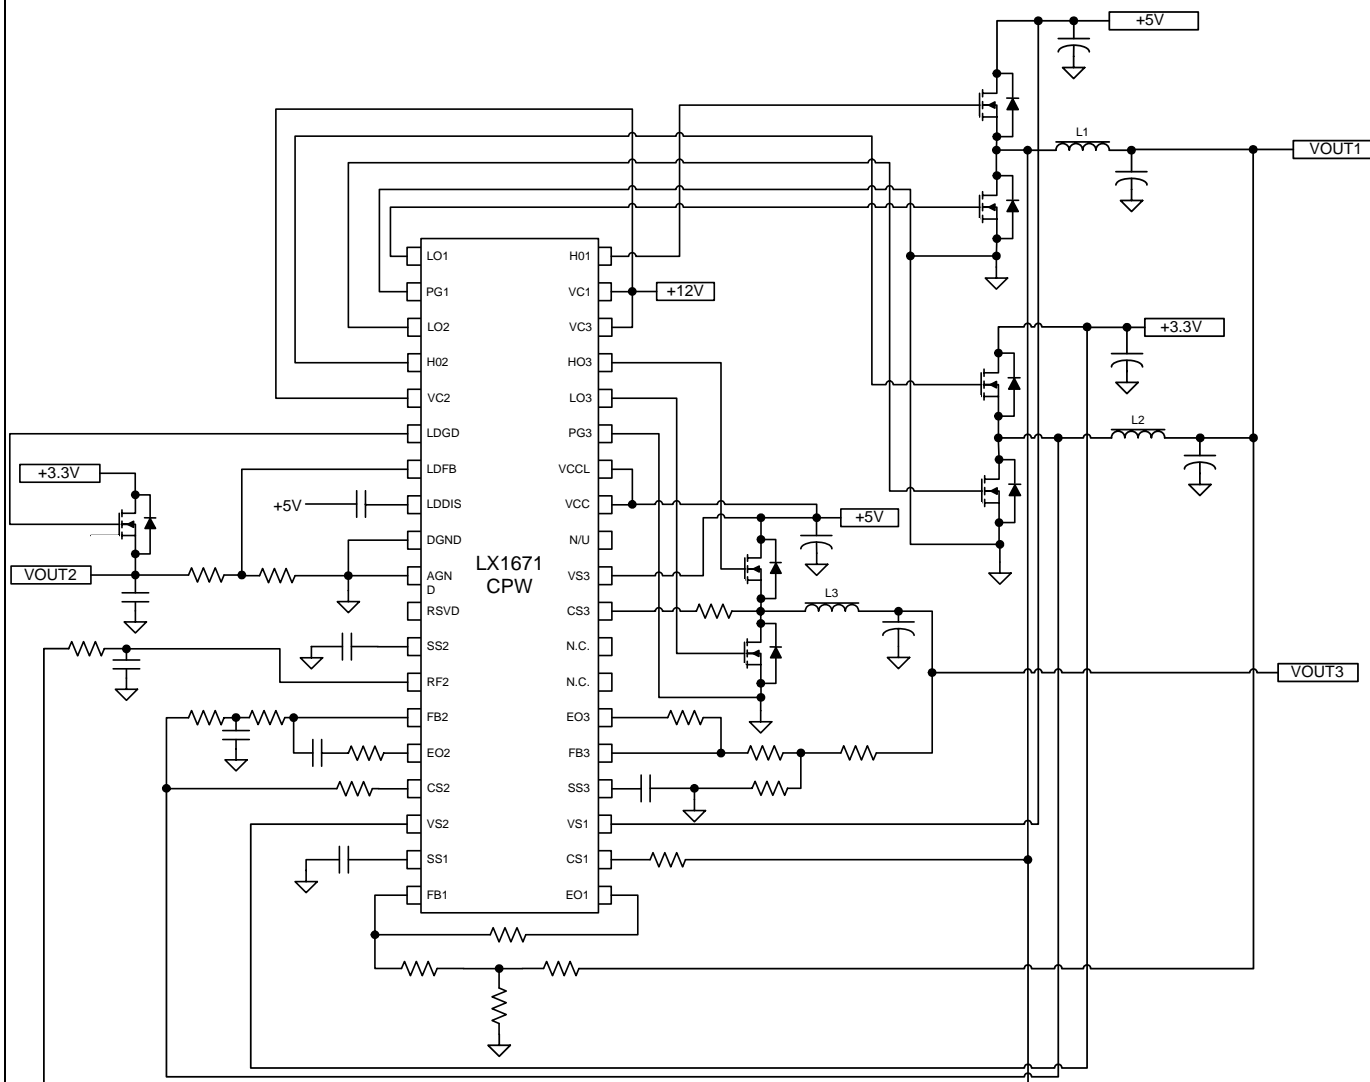 +5V
L1
VOUT1
LO1
H01
PG1
VC1
+12V
LO2
VC3
+3.3V
H02
HO3
VC2
LO3
L2
LDGD
PG3
+3.3V
LDFB
VCCL
+5V
LDDIS
VCC
+5V
DGND
N/U
LX1671
CPW
VOUT2
AGN
D
VS3
L3
RSVD
CS3
SS2
N.C.
RF2
N.C.
VOUT3
FB2
EO3
EO2
FB3
CS2
SS3
VS2
VS1
SS1
CS1
FB1
EO1